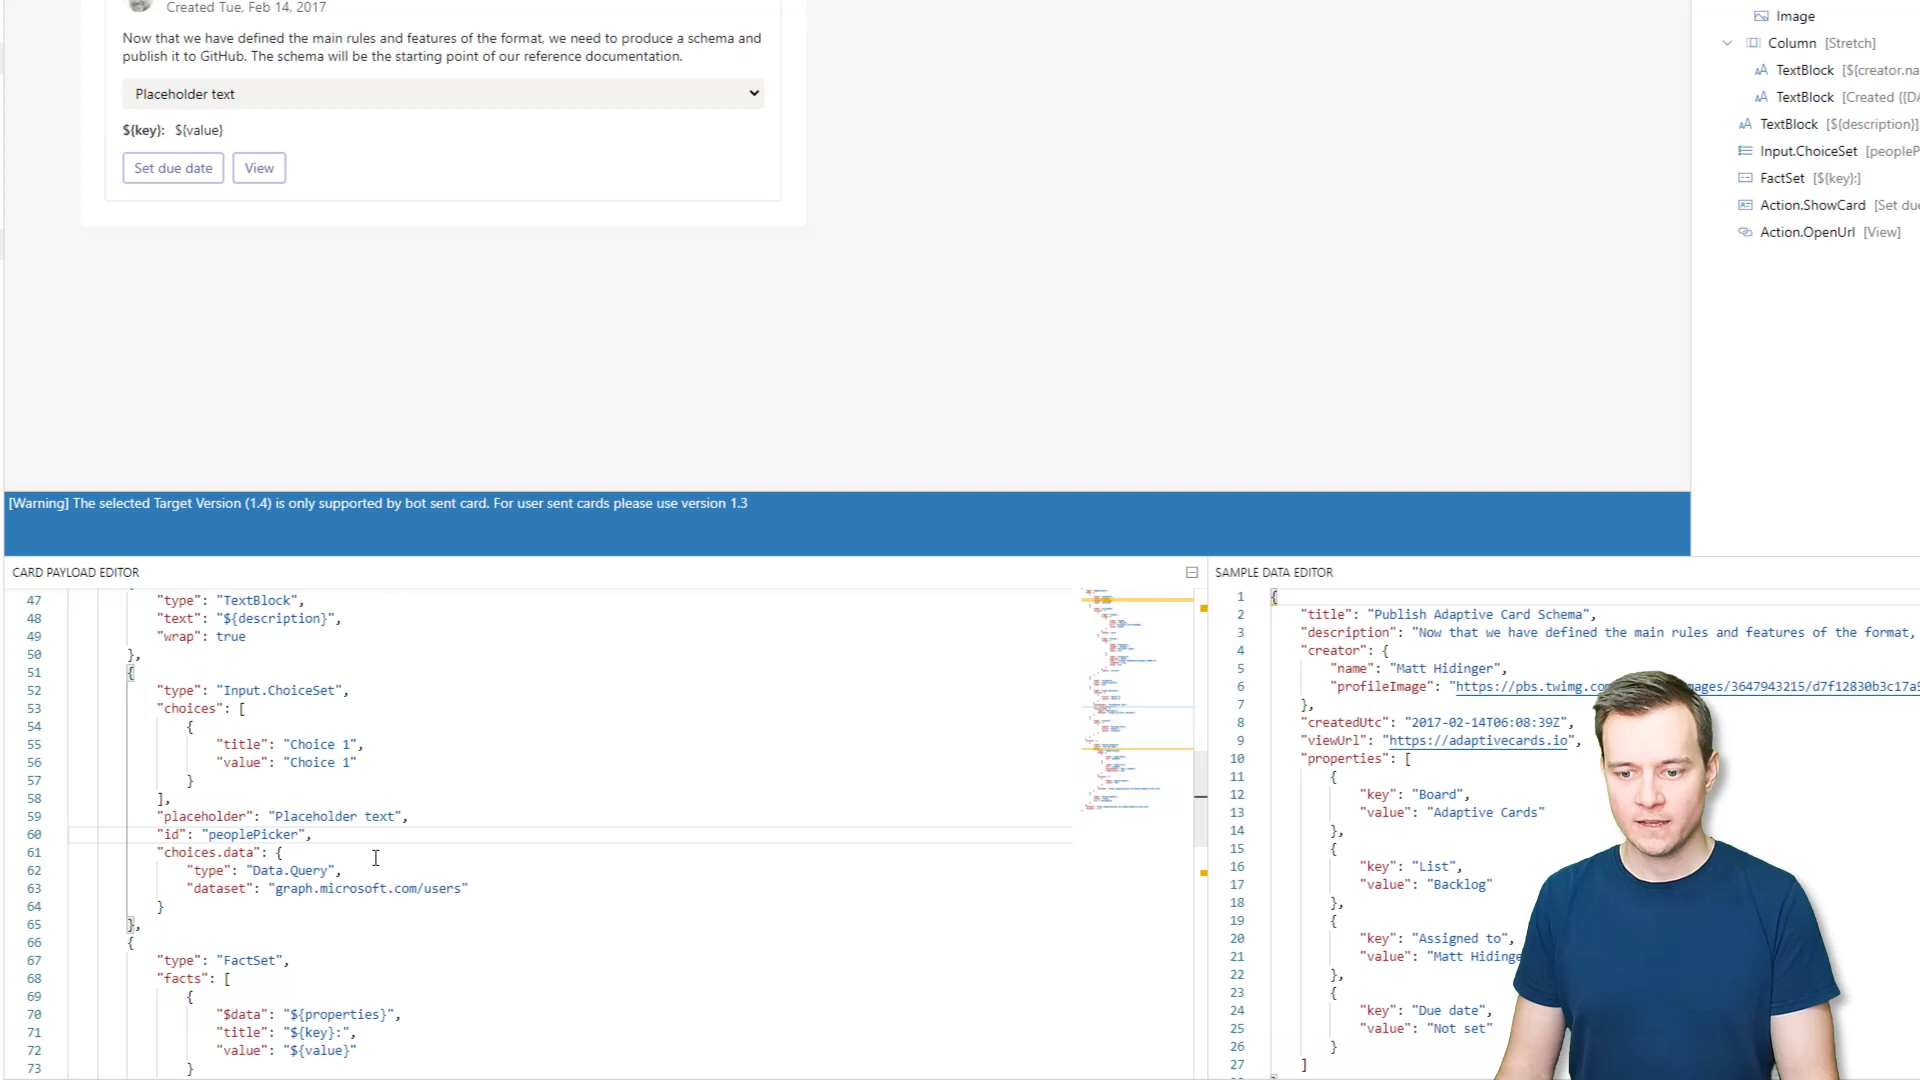 Created Tue, Feb 14, 2017
Now that we have defined the main rules and features of the format, we need to produce a schema and
publish it to GitHub. The schema will be the starting point of our reference documentation.
Placeholder text
${key}: ${value}
Set due date View
Image
Column [Stretch]
TextBlock [${creator.na
TextBlock [Created {{DA
TextBlock [${description}]
Input.ChoiceSet [peopleP
FactSet [${key}:]
Action.ShowCard [Set due
Action.OpenUrl [View]
[Warning] The selected Target Version (1.4) is only supported by bot sent card. For user sent cards please use version 1.3
CARD PAYLOAD EDITOR
47 "type": "TextBlock",
48 "text": "${description}",
49 "wrap": true
50 },
51 {
52 "type": "Input.ChoiceSet",
53 "choices": [
54 {
55 "title": "Choice 1",
56 "value": "Choice 1"
57 }
58 ],
59 "placeholder": "Placeholder text",
60 "id": "peoplePicker",
61 "choices.data": {
62 "type": "Data.Query",
63 "dataset": "graph.microsoft.com/users"
64 }
65 },
66 {
67 "type": "FactSet",
68 "facts": [
69 {
70 "$data": "${properties}",
71 "title": "${key}:",
72 "value": "${value}"
73 }
SAMPLE DATA EDITOR
1 {
2 "title": "Publish Adaptive Card Schema",
3 "description": "Now that we have defined the main rules and features of the format,
4 "creator": {
5 "name": "Matt Hidinger",
6 "profileImage": "https://pbs.twimg.co ages/3647943215/d7f12830b3c17a5
7 },
8 "createdUtc": "2017-02-14T06:08:39Z",
9 "viewUrl": "https://adaptivecards.io",
10 "properties": [
11 {
12 "key": "Board",
13 "value": "Adaptive Cards"
14 },
15 {
16 "key": "List",
17 "value": "Backlog"
18 },
19 {
20 "key": "Assigned to",
21 "value": "Matt Hidinge
22 },
23 {
24 "key": "Due date",
25 "value": "Not set"
26 }
27 ]